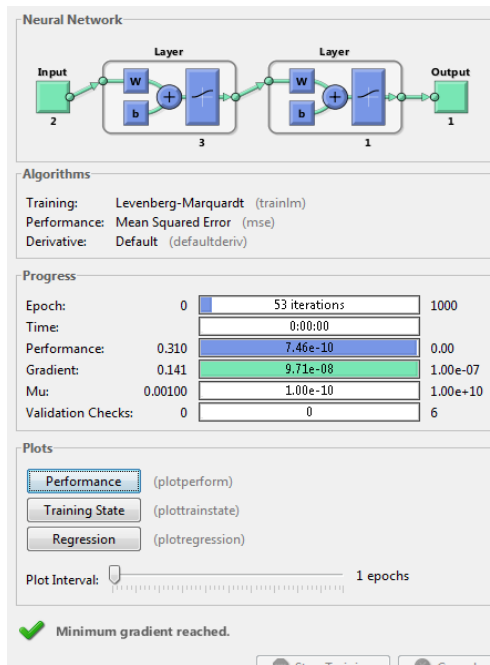 Neural Network
Layer Layer
Input Output
W W
b b
2 3 1 1
Algorithms
Training: Levenberg-Marquardt (trainlm)
Performance: Mean Squared Error (mse)
Derivative: Default (defaultderiv)
Progress
Epoch: 0 53 iterations 1000
Time: 0:00:00
Performance: 0.310 7.46e-10 0.00
Gradient: 0.141 9.71e-08 1.00e-07
Mu: 0.00100 1.00e-10 1.00e+10
Validation Checks: 0 0 6
Plots
Performance (plotperform)
Training State (plottrainstate)
Regression (plotregression)
Plot Interval: 1 epochs
Minimum gradient reached.